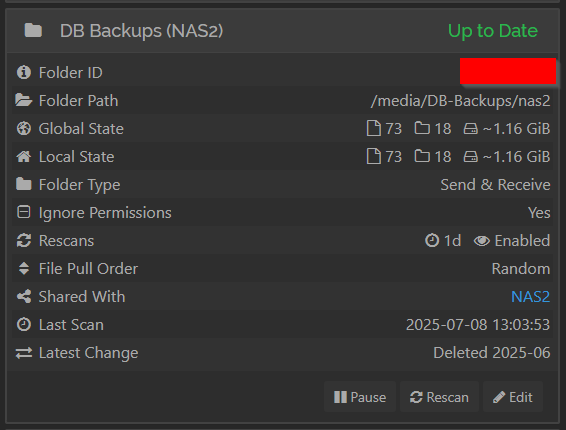 DB Backups (NAS2) Up to Date
Folder ID
Folder Path /media/DB-Backups/nas2
Global State 73 18 ~1.16 GiB
Local State 73 18 ~1.16 GiB
Folder Type Send & Receive
Ignore Permissions Yes
Rescans 1d Enabled
File Pull Order Random
Shared With NAS2
Last Scan 2025-07-08 13:03:53
Latest Change Deleted 2025-06
Pause Rescan Edit